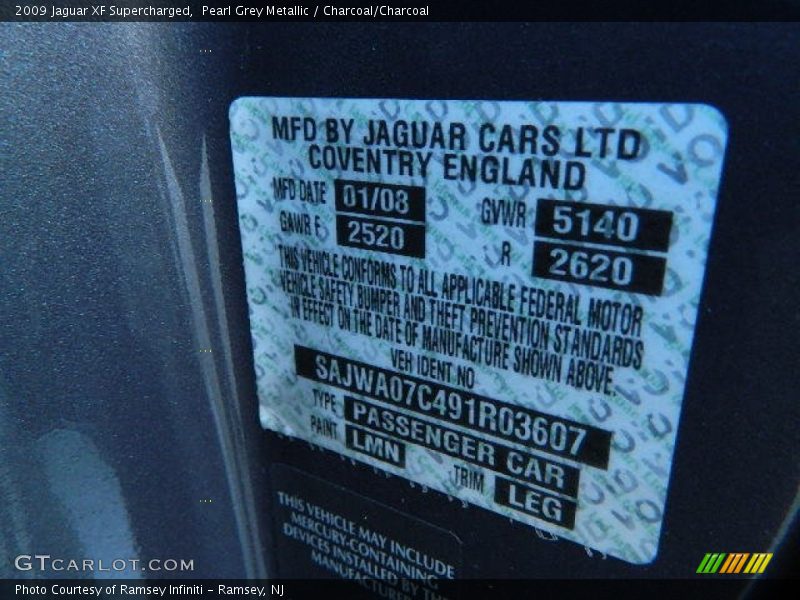 2009 Jaguar XF Supercharged, Pearl Grey Metallic / Charcoal/Charcoal
MFD BY JAGUAR CARS LTD
COVENTRY ENGLAND
MFD DATE 01/08 GVWR 5140
GAWR F 2520 R 2620
THIS VEHICLE CONFORMS TO ALL APPLICABLE FEDERAL MOTOR
VEHICLE SAFETY, BUMPER AND THEFT PREVENTION STANDARDS
IN EFFECT ON THE DATE OF MANUFACTURE SHOWN ABOVE.
VEH IDENT NO
SAJWA07C491R03607
TYPE PASSENGER CAR
PAINT LMN TRIM LEG
THIS VEHICLE MAY INCLUDE
MERCURY-CONTAINING
DEVICES INSTALLED BY THE
MANUFACTURER
GTCARLOT.COM
Photo Courtesy of Ramsey Infiniti - Ramsey, NJ